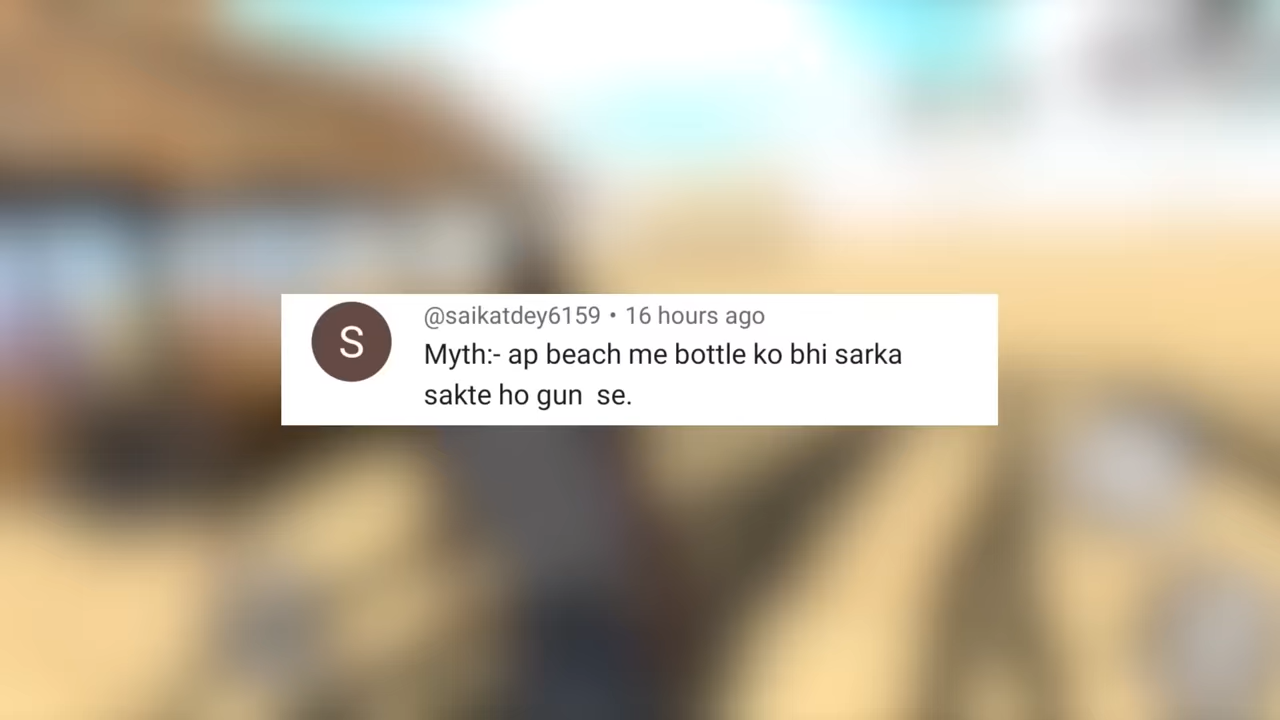 S
@saikatdey6159 • 16 hours ago
Myth:- ap beach me bottle ko bhi sarka
sakte ho gun  se.